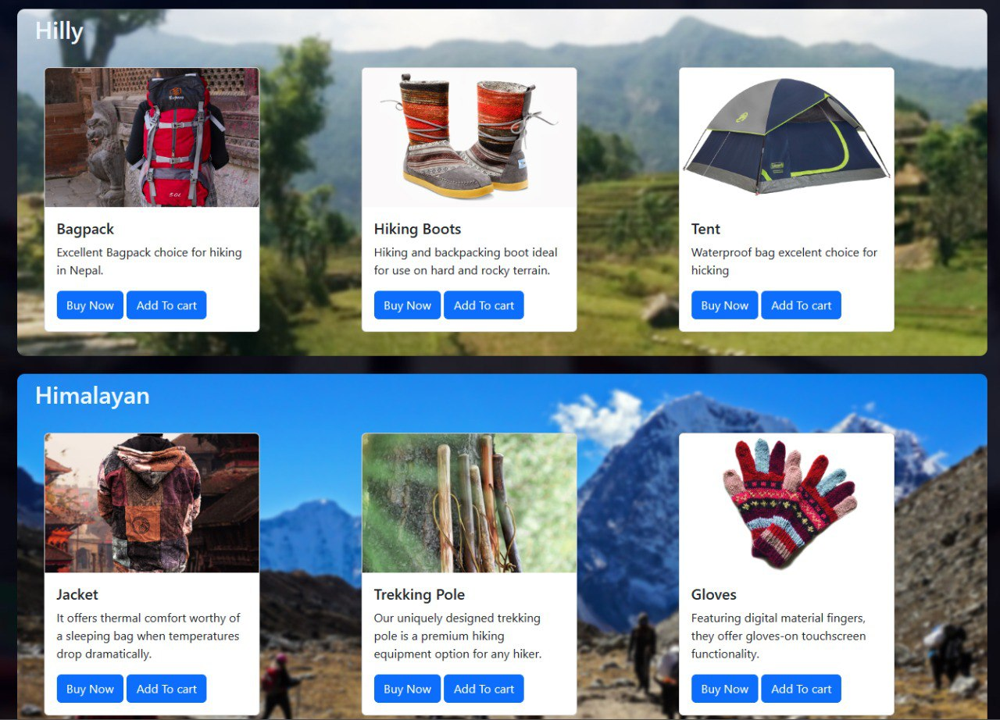 Hilly
50L
Bagpack
Excellent Bagpack choice for hiking
in Nepal.
Buy Now Add To cart
Hiking Boots
Hiking and backpacking boot ideal
for use on hard and rocky terrain.
Buy Now Add To cart
Tent
Waterproof bag excelent choice for
hicking
Buy Now Add To cart
Himalayan
Jacket
It offers thermal comfort worthy of
a sleeping bag when temperatures
drop dramatically.
Buy Now Add To cart
Trekking Pole
Our uniquely designed trekking
pole is a premium hiking
equipment option for any hiker.
Buy Now Add To cart
Gloves
Featuring digital material fingers,
they offer gloves-on touchscreen
functionality.
Buy Now Add To cart